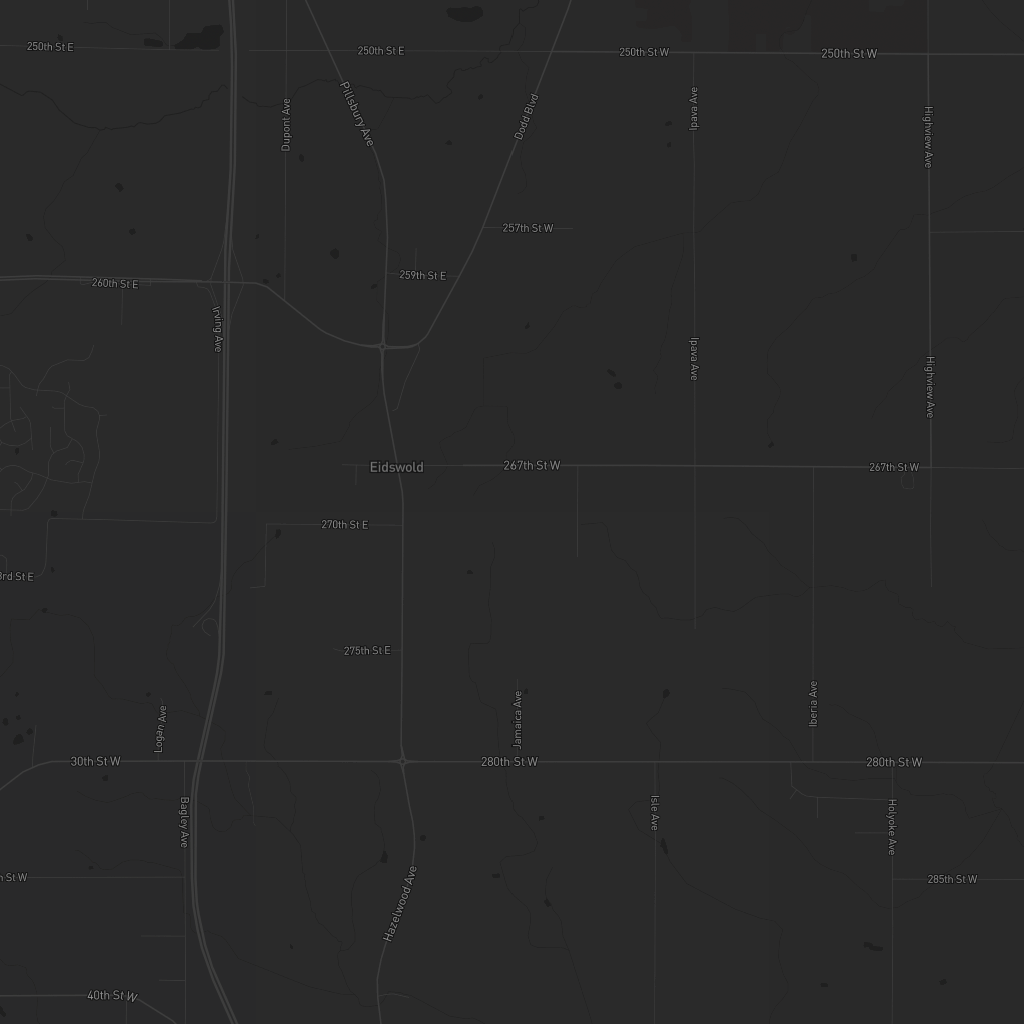 250th St E
250th St E
250th St W
250th St W
Pillsbury Ave
Dodd Blvd
Dupont Ave
Ipava Ave
Highview Ave
257th St W
259th St E
260th St E
Irving Ave
Ipava Ave
Highview Ave
Eidswold
267th St W
267th St W
270th St E
3rd St E
275th St E
Logan Ave
Jamaica Ave
Iberia Ave
30th St W
280th St W
280th St W
Bagley Ave
Isle Ave
Holyoke Ave
Hazelwood Ave
h St W
285th St W
40th St W